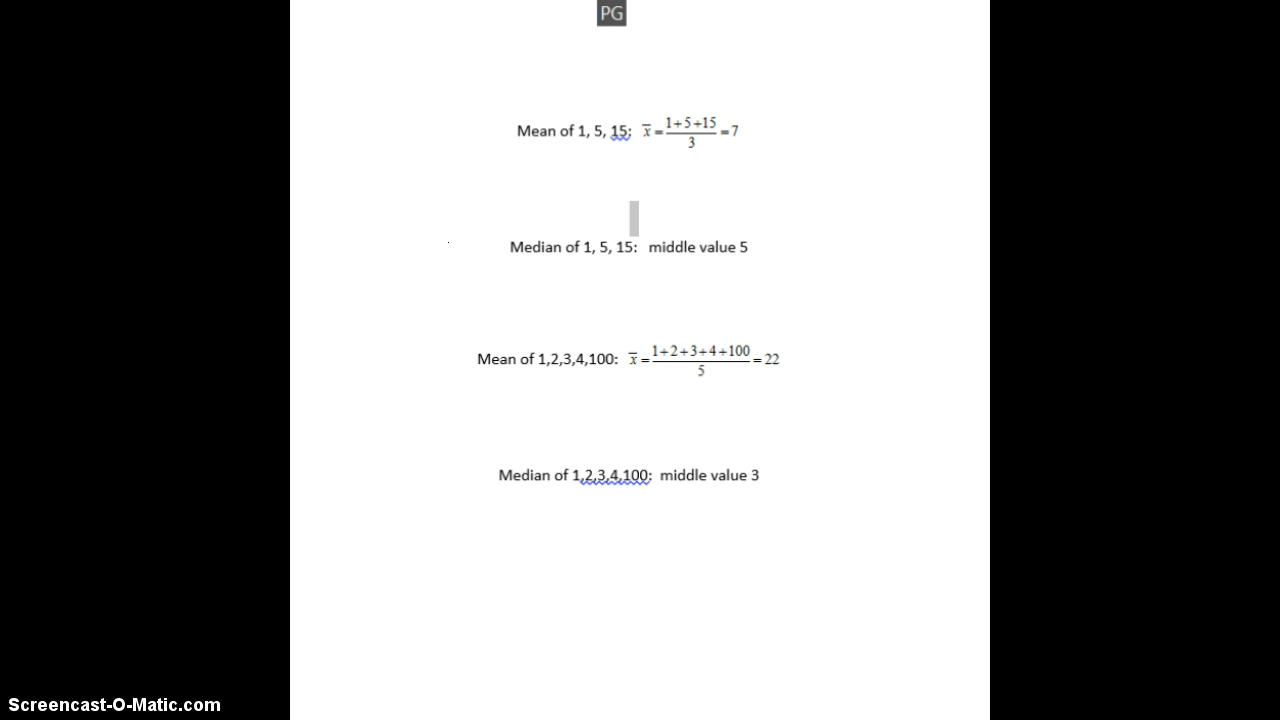 PG
Mean of 1, 5, 15: x̅ = (1+5+15)/3 = 7
Median of 1, 5, 15: middle value 5
Mean of 1,2,3,4,100: x̅ = (1+2+3+4+100)/5 = 22
Median of 1,2,3,4,100: middle value 3
Screencast-O-Matic.com